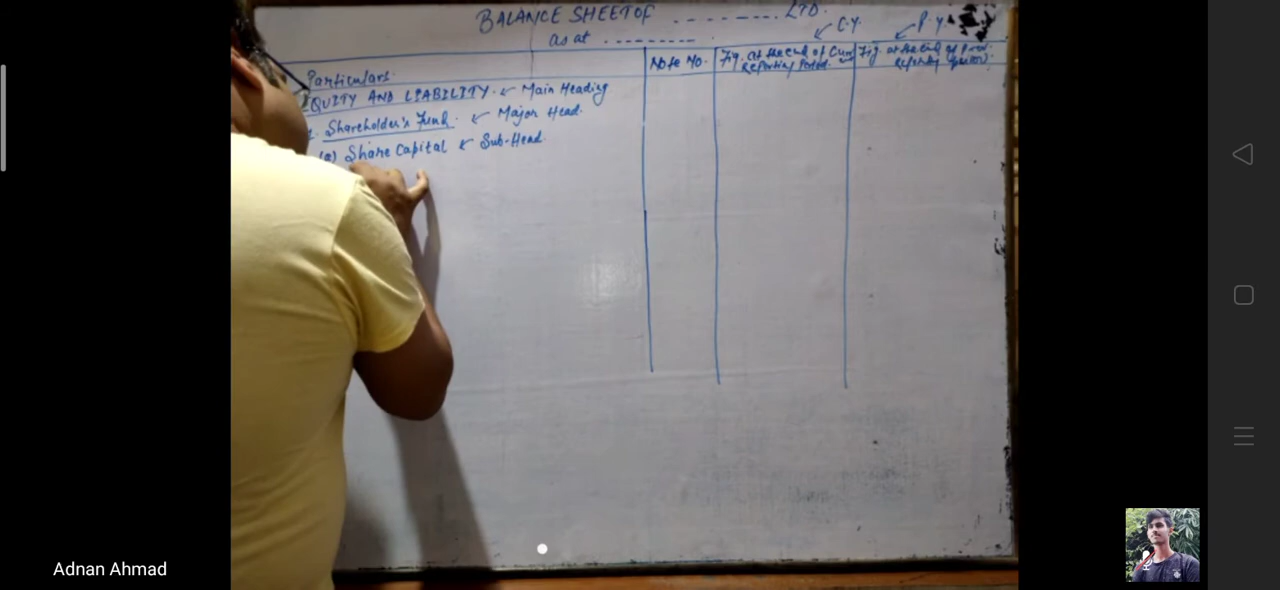 BALANCE SHEET OF ............ LTD.
as at ..........
C.Y.
P.Y
Particulars.
Note No.
Fig. at the end of Curr
Reporting Period.
Fig. at the end of Prev.
Reporting
EQUITY AND LIABILITY. ↙ Main Heading
1. Shareholder's Fund. ↙ Major Head.
(a) Share Capital ↙ Sub-Head.
Adnan Ahmad